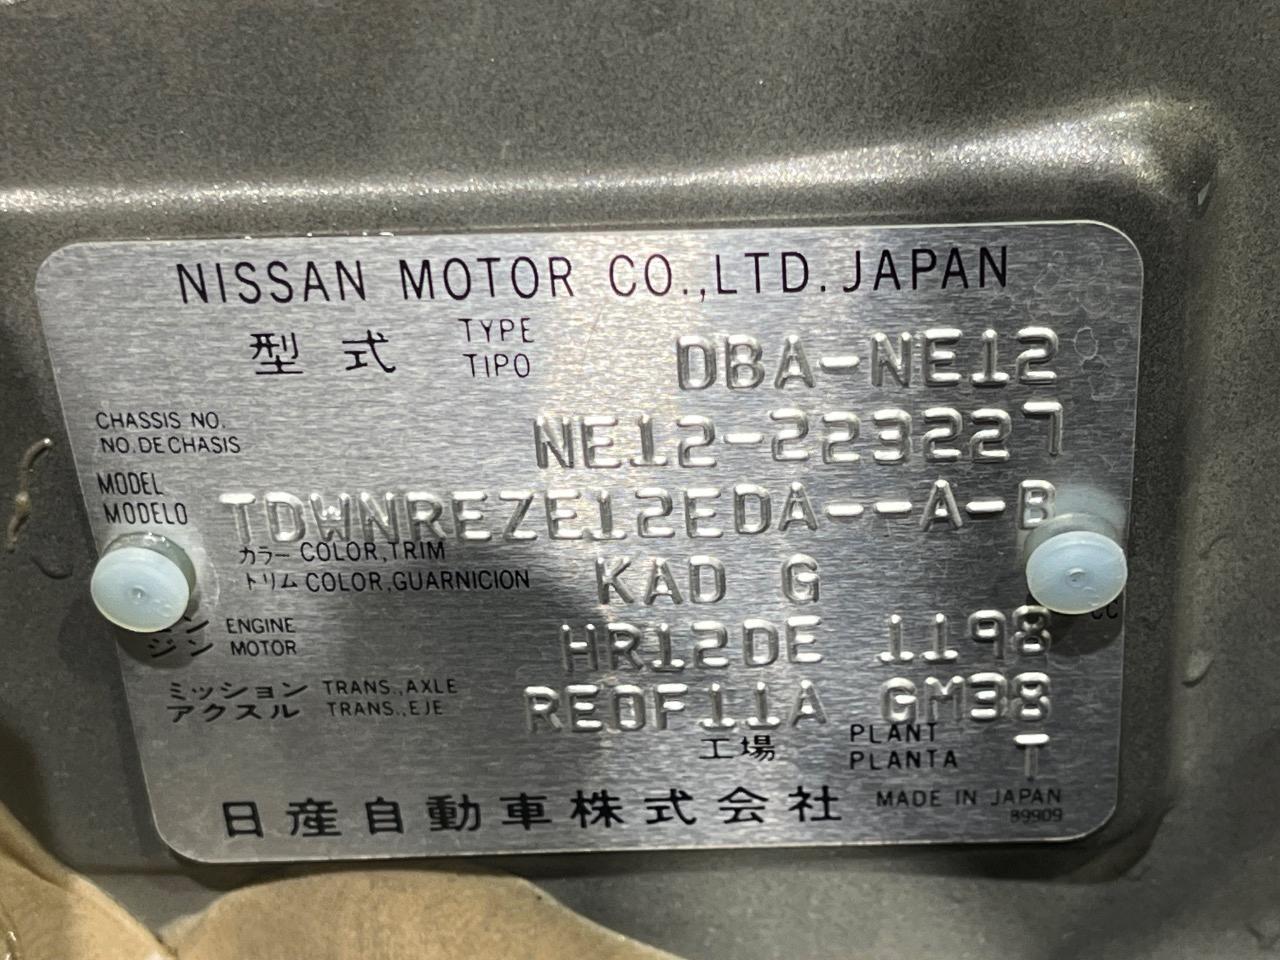 NISSAN MOTOR CO.,LTD. JAPAN
型式 TYPE TIPO DBA-NE12
CHASSIS NO.
NO.DE CHASIS NE12-223227
MODEL
MODELO TDWNREZE12EDA--A-B
カラー COLOR,TRIM
トリム COLOR,GUARNICION KAD G
ENGINE
ジン MOTOR HR12DE 1198 CC
ミッション TRANS.,AXLE
アクスル TRANS.,EJE RE0F11A GM38
工場 PLANT PLANTA T
日産自動車株式会社 MADE IN JAPAN
89909